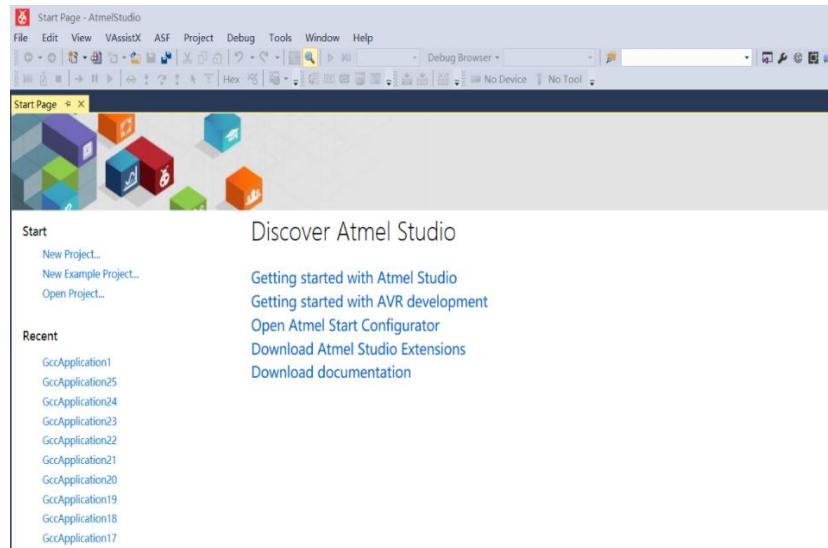 Start Page - AtmelStudio
File Edit View VAssistX ASF Project Debug Tools Window Help
Debug Browser
Hex No Device No Tool
Start Page
Start
New Project...
New Example Project...
Open Project...
Recent
GccApplication1
GccApplication25
GccApplication24
GccApplication23
GccApplication22
GccApplication21
GccApplication20
GccApplication19
GccApplication18
GccApplication17
Discover Atmel Studio
Getting started with Atmel Studio
Getting started with AVR development
Open Atmel Start Configurator
Download Atmel Studio Extensions
Download documentation